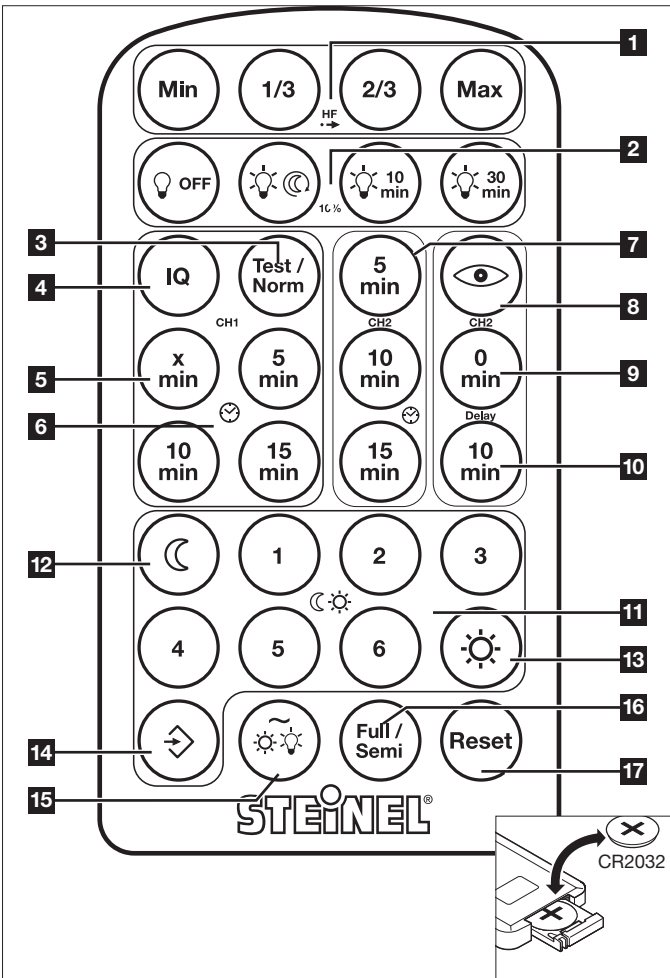 1
Min 1/3 2/3 Max
HF
2
OFF 10 min 30 min
10%
3
4
IQ Test / Norm 5 min
7
8
CH1 CH2 CH2
5
x min 5 min 10 min 0 min
9
6
Delay
10 min 15 min 15 min 10 min
10
12
1 2 3
11
4 5 6
13
14
Full / Semi Reset
16
15
17
STEINEL®
CR2032